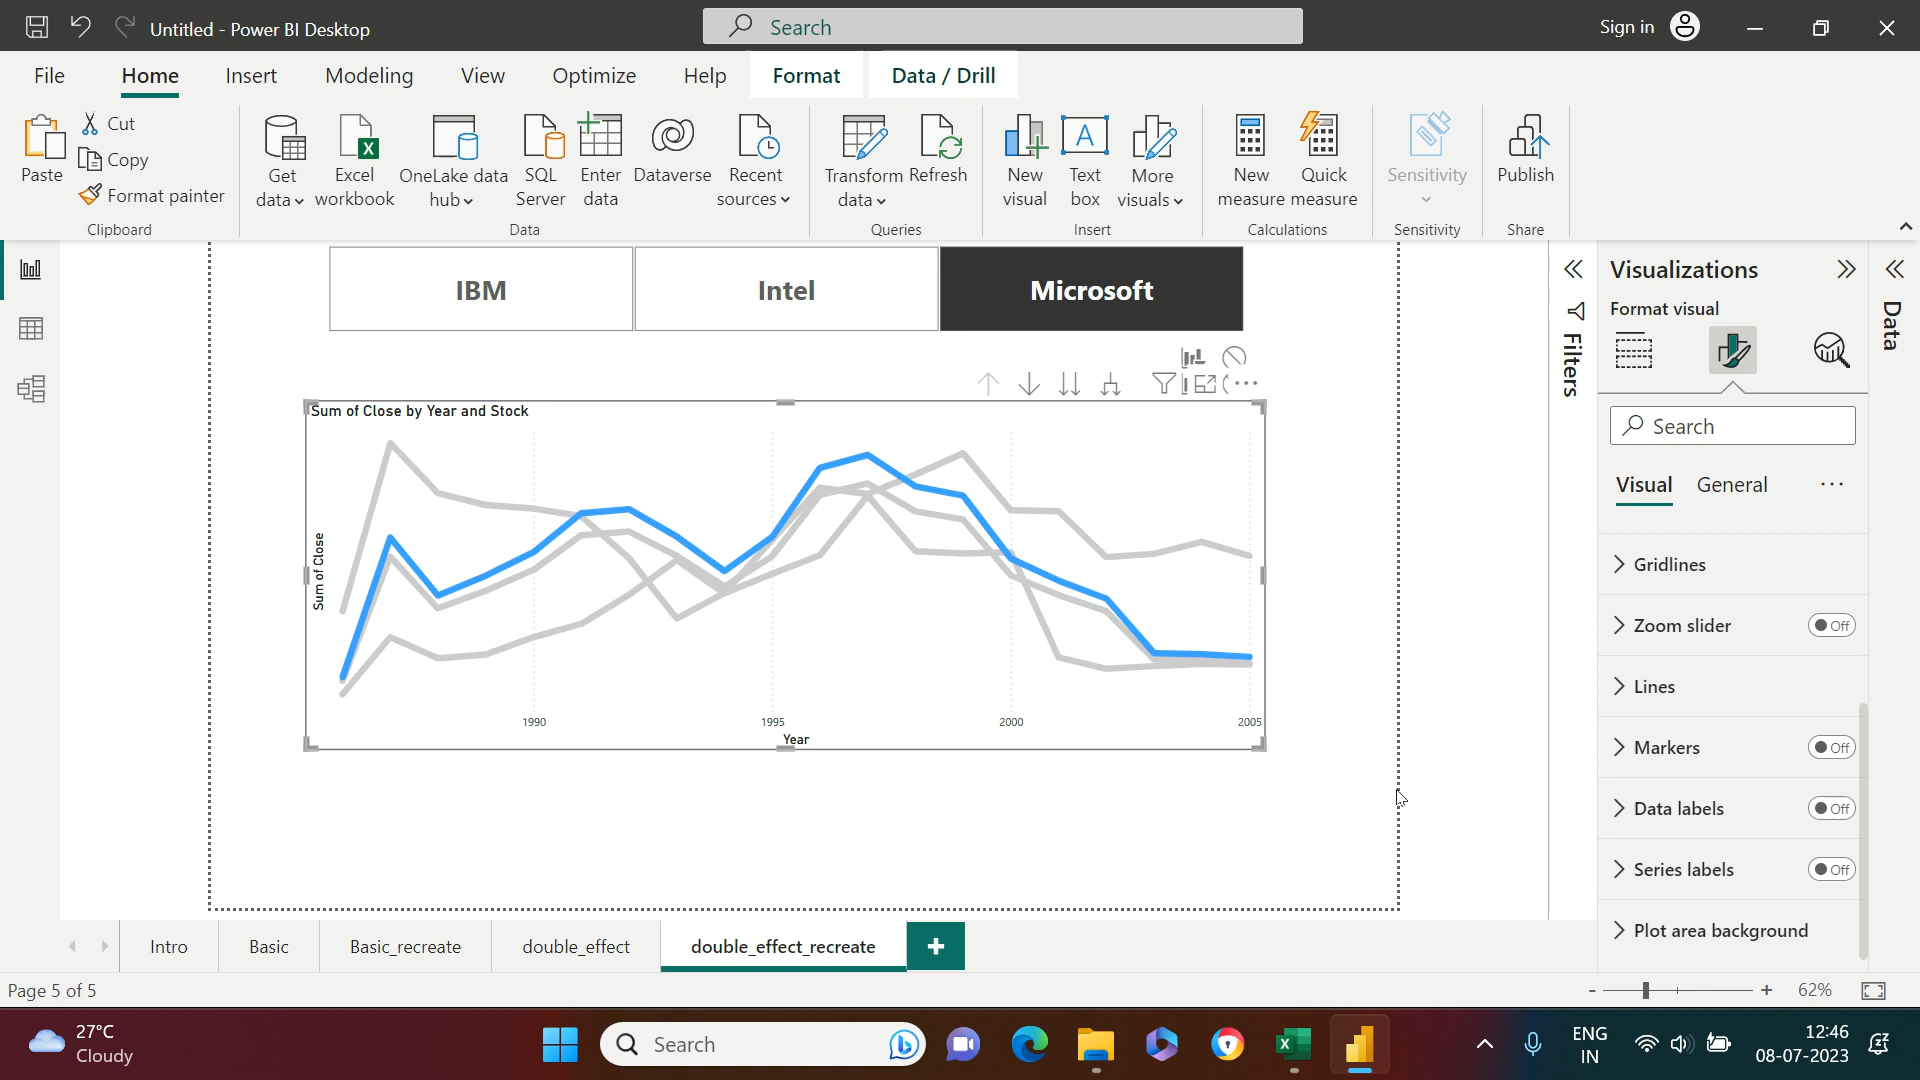 Untitled - Power BI Desktop
Search
Sign in
File
Home
Insert
Modeling
View
Optimize
Help
Format
Data / Drill
Paste
Cut
Copy
Format painter
Clipboard
Get
data
Excel
workbook
OneLake data
hub
SQL
Server
Enter
data
Dataverse
Recent
sources
Data
Transform
data
Refresh
Queries
New
visual
Text
box
More
visuals
Insert
New
measure
Quick
measure
Calculations
Sensitivity
Sensitivity
Publish
Share
IBM
Intel
Microsoft
Sum of Close by Year and Stock
Sum of Close
1990
1995
2000
2005
Year
Filters
Visualizations
Format visual
Search
Visual
General
Gridlines
Zoom slider
Off
Lines
Markers
Off
Data labels
Off
Series labels
Off
Plot area background
Data
Intro
Basic
Basic_recreate
double_effect
double_effect_recreate
Page 5 of 5
62%
27°C
Cloudy
Search
ENG
IN
12:46
08-07-2023